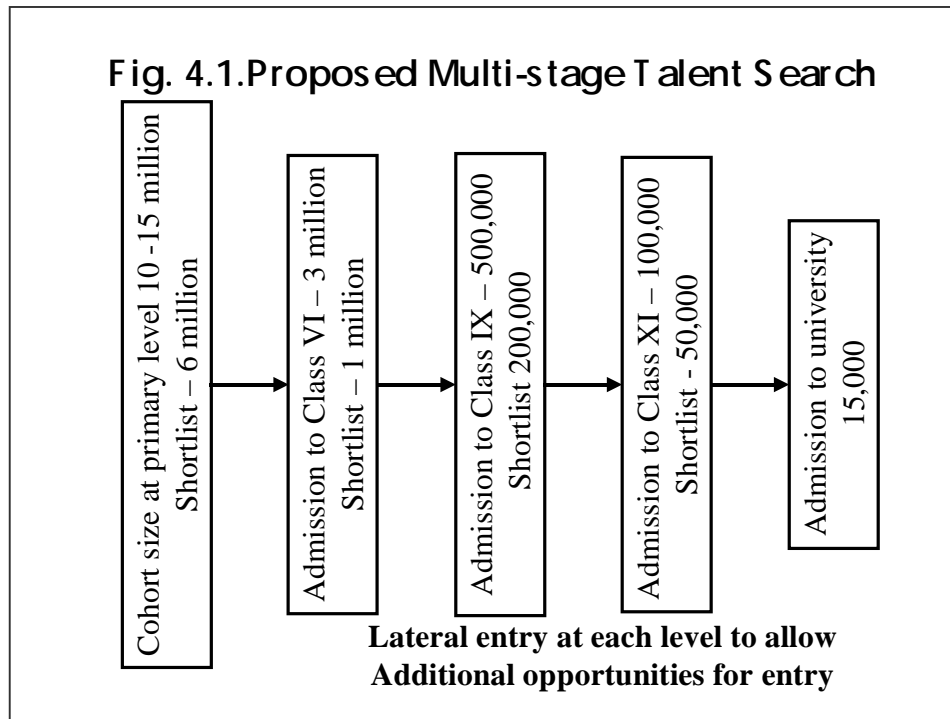 Fig. 4.1.Proposed Multi-stage Talent Search
Cohort size at primary level 10 -15 million
Shortlist – 6 million
Admission to Class VI – 3 million
Shortlist – 1 million
Admission to Class IX – 500,000
Shortlist 200,000
Admission to Class XI – 100,000
Shortlist - 50,000
Admission to university
15,000
Lateral entry at each level to allow
Additional opportunities for entry